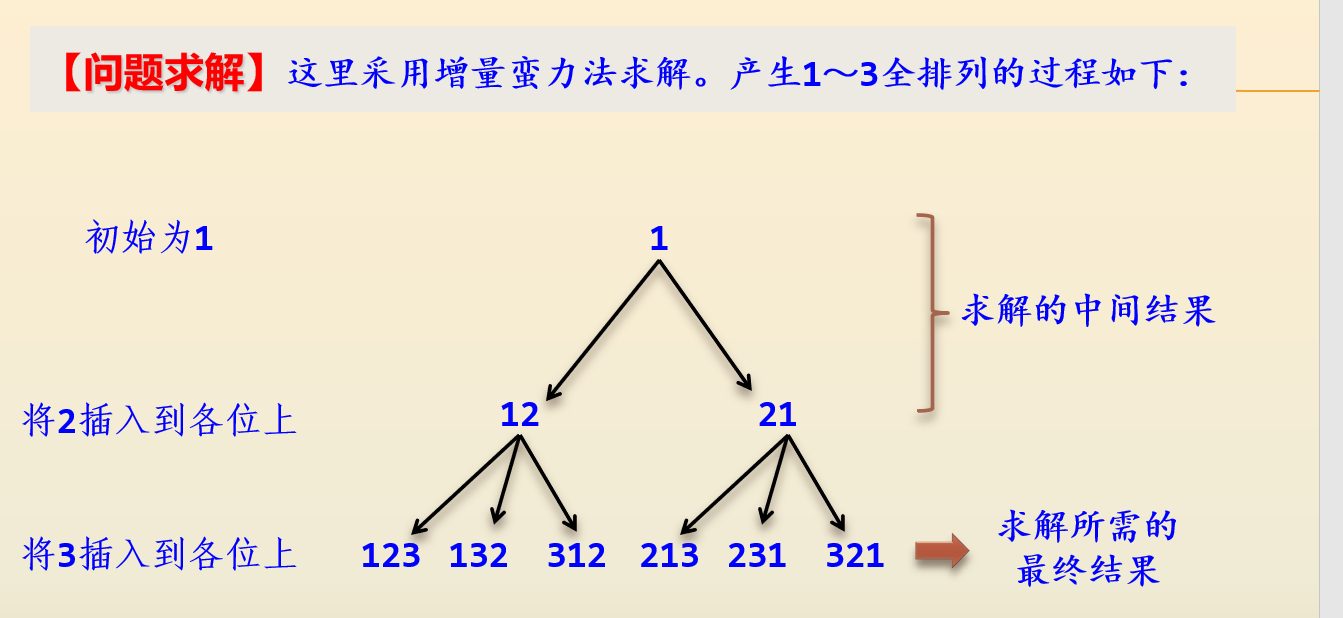 【问题求解】这里采用增量蛮力法求解。产生1～3全排列的过程如下：
初始为1
1
求解的中间结果
将2插入到各位上
12 21
将3插入到各位上
123 132 312 213 231 321
求解所需的
最终结果